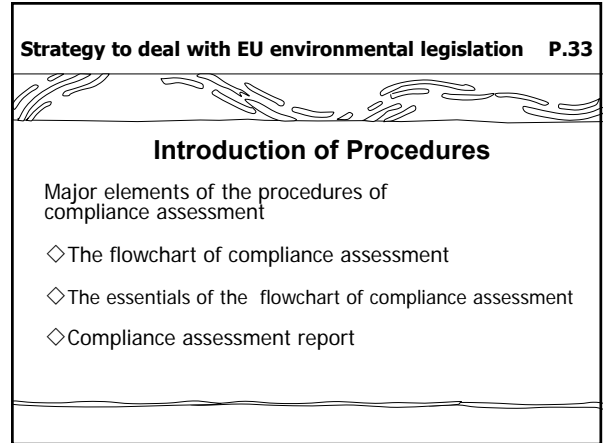 Strategy to deal with EU environmental legislation P.33
Introduction of Procedures
Major elements of the procedures of
compliance assessment
◇The flowchart of compliance assessment
◇The essentials of the flowchart of compliance assessment
◇Compliance assessment report